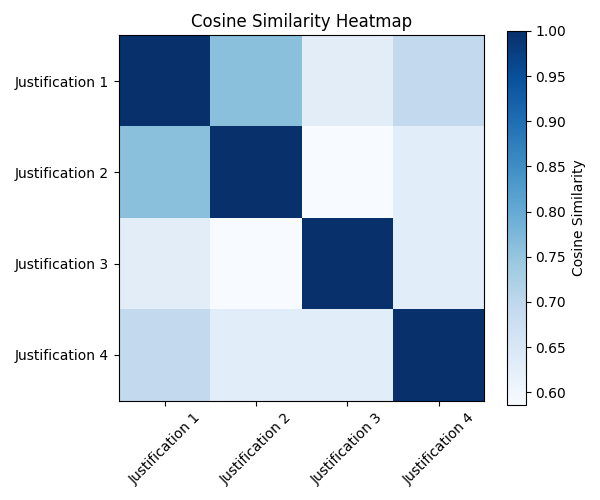 Cosine Similarity Heatmap
Justification 1
Justification 2
Justification 3
Justification 4
Justification 1
Justification 2
Justification 3
Justification 4
1.00
0.95
0.90
0.85
0.80
0.75
0.70
0.65
0.60
Cosine Similarity